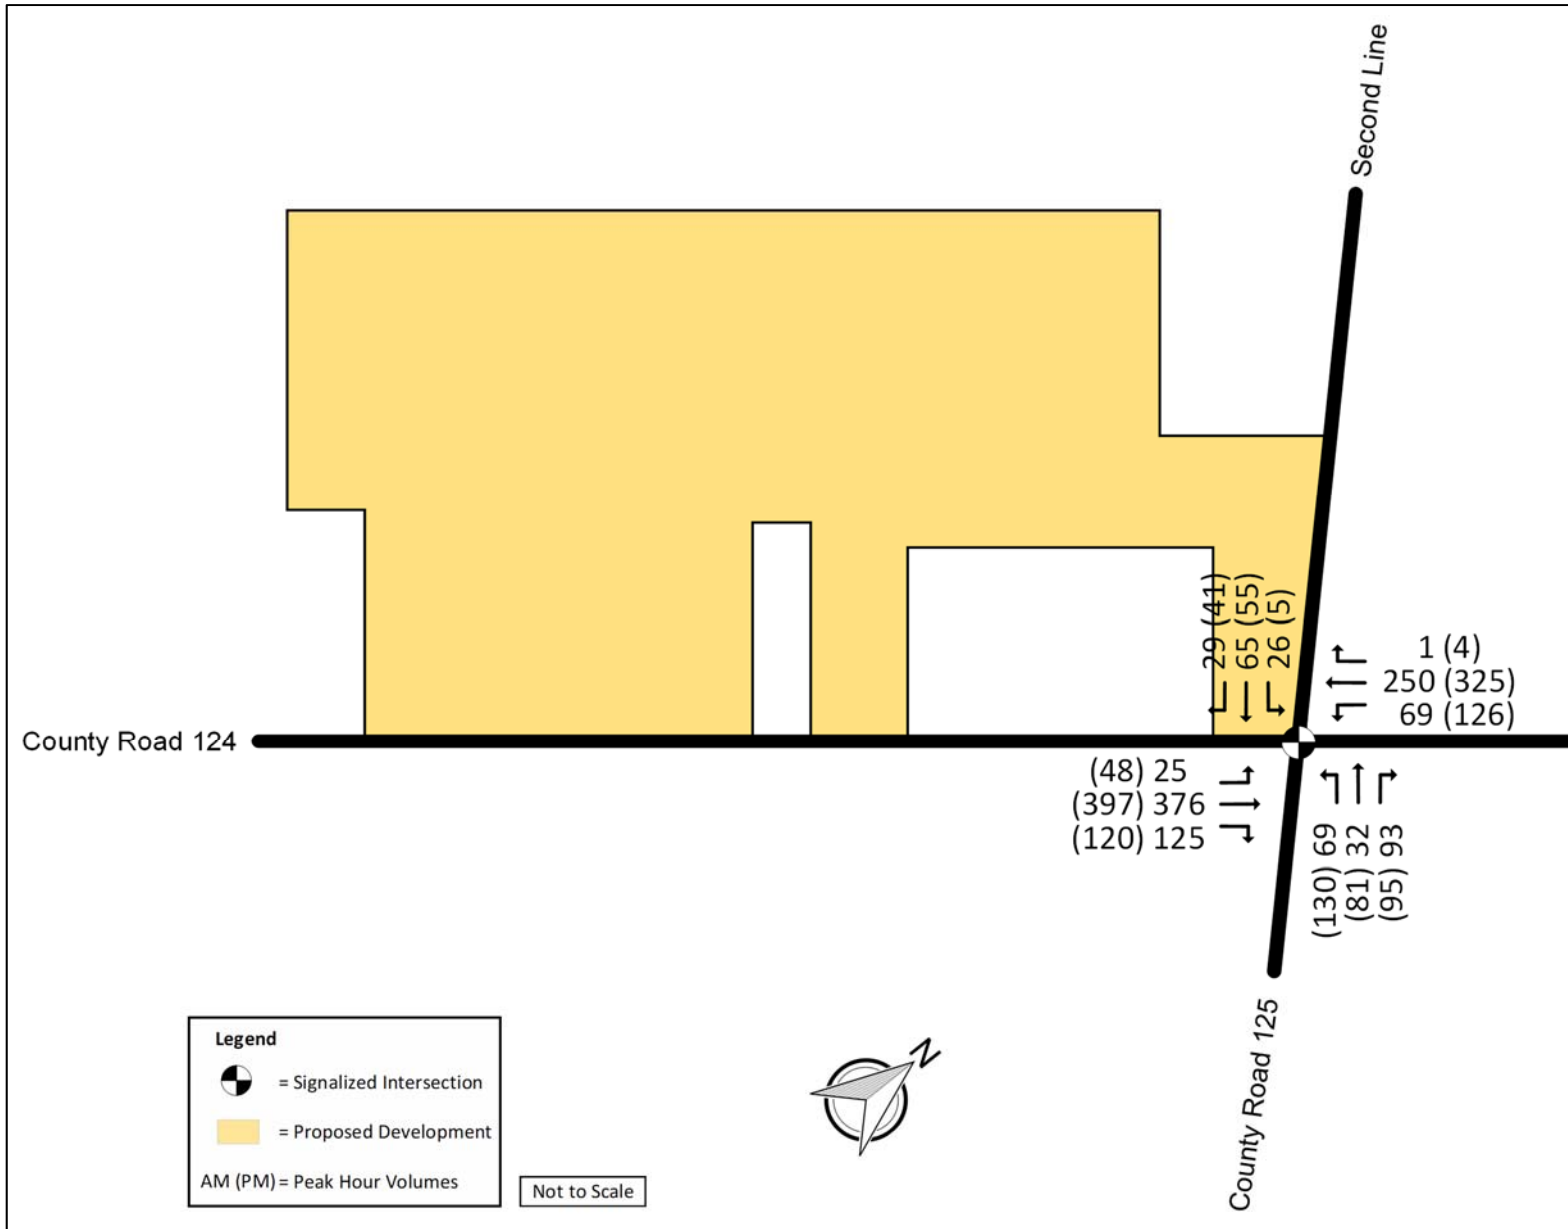 Second Line
29 (41)
65 (55)
26 (5)
1 (4)
250 (325)
69 (126)
County Road 124
(48) 25
(397) 376
(120) 125
(130) 69
(81) 32
(95) 93
County Road 125
Legend
= Signalized Intersection
= Proposed Development
AM (PM) = Peak Hour Volumes
Not to Scale
N